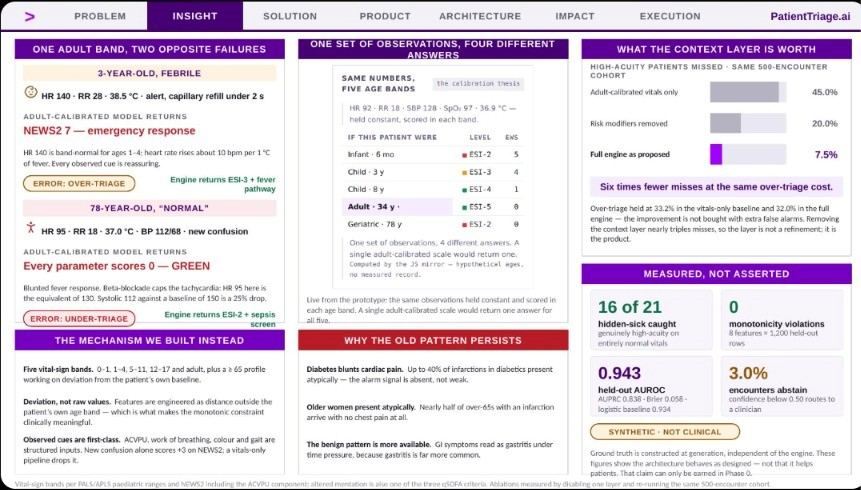 > PROBLEM INSIGHT SOLUTION PRODUCT ARCHITECTURE IMPACT EXECUTION PatientTriage.ai
ONE ADULT BAND, TWO OPPOSITE FAILURES
3-YEAR-OLD, FEBRILE
HR 140 · RR 28 · 38.5 °C · alert, capillary refill under 2 s
ADULT-CALIBRATED MODEL RETURNS
NEWS2 7 — emergency response
HR 140 is band-normal for ages 1–4; heart rate rises about 10 bpm per 1 °C
of fever. Every observed cue is reassuring.
ERROR: OVER-TRIAGE
Engine returns ESI-3 + fever
pathway
78-YEAR-OLD, “NORMAL”
HR 95 · RR 18 · 37.0 °C · BP 112/68 · new confusion
ADULT-CALIBRATED MODEL RETURNS
Every parameter scores 0 — GREEN
Blunted fever response. Beta-blockade caps the tachycardia: HR 95 here is
the equivalent of 130. Systolic 112 against a baseline of 150 is a 25% drop.
ERROR: UNDER-TRIAGE
Engine returns ESI-2 + sepsis
screen
ONE SET OF OBSERVATIONS, FOUR DIFFERENT
ANSWERS
SAME NUMBERS,
FIVE AGE BANDS
the calibration thesis
HR 92 · RR 18 · SBP 128 · SpO₂ 97 · 36.9 °C —
held constant, scored in each band.
IF THIS PATIENT WERE LEVEL EWS
Infant · 6 mo ESI-2 5
Child · 3 y ESI-3 4
Child · 8 y ESI-4 1
Adult · 34 y · ESI-5 0
Geriatric · 78 y ESI-2 0
One set of observations, 4 different answers. A
single adult-calibrated scale would return one.
Computed by the JS mirror — hypothetical ages,
no measured record.
Live from the prototype: the same observations held constant and scored in
each age band. A single adult-calibrated scale would return one answer for
all five.
WHAT THE CONTEXT LAYER IS WORTH
HIGH-ACUITY PATIENTS MISSED · SAME 500-ENCOUNTER
COHORT
Adult-calibrated vitals only 45.0%
Risk modifiers removed 20.0%
Full engine as proposed 7.5%
Six times fewer misses at the same over-triage cost.
Over-triage held at 33.2% in the vitals-only baseline and 32.0% in the full
engine — the improvement is not bought with extra false alarms. Removing
the context layer nearly triples misses, so the layer is not a refinement; it is
the product.
MEASURED, NOT ASSERTED
16 of 21
hidden-sick caught
genuinely high-acuity on
entirely normal vitals
0
monotonicity violations
8 features × 1,200 held-out
rows
0.943
held-out AUROC
AUPRC 0.838 · Brier 0.058 ·
logistic baseline 0.934
3.0%
encounters abstain
confidence below 0.50 routes to
a clinician
SYNTHETIC · NOT CLINICAL
Ground truth is constructed at generation, independent of the engine. These
figures show the architecture behaves as designed — not that it helps
patients. That claim can only be earned in Phase 0.
THE MECHANISM WE BUILT INSTEAD
Five vital-sign bands. 0–1, 1–4, 5–11, 12–17 and adult, plus a ≥ 65 profile
working on deviation from the patient's own baseline.
Deviation, not raw values. Features are engineered as distance outside the
patient's own age band — which is what makes the monotonic constraint
clinically meaningful.
Observed cues are first-class. ACVPU, work of breathing, colour and gait are
structured inputs. New confusion alone scores +3 on NEWS2; a vitals-only
pipeline drops it.
WHY THE OLD PATTERN PERSISTS
Diabetes blunts cardiac pain. Up to 40% of infarctions in diabetes present
atypically — the alarm signal is absent, not weak.
Older women present atypically. Nearly half of over-65s with an infarction
arrive with no chest pain at all.
The benign pattern is more available. GI symptoms read as gastritis under
time pressure, because gastritis is far more common.
Vital-sign bands per PALS/APLS paediatric ranges and NEWS2 including the ACVPU component; altered mentation is also one of the three qSOFA criteria. Ablations measured by disabling one layer and re-running the same 500-encounter cohort.